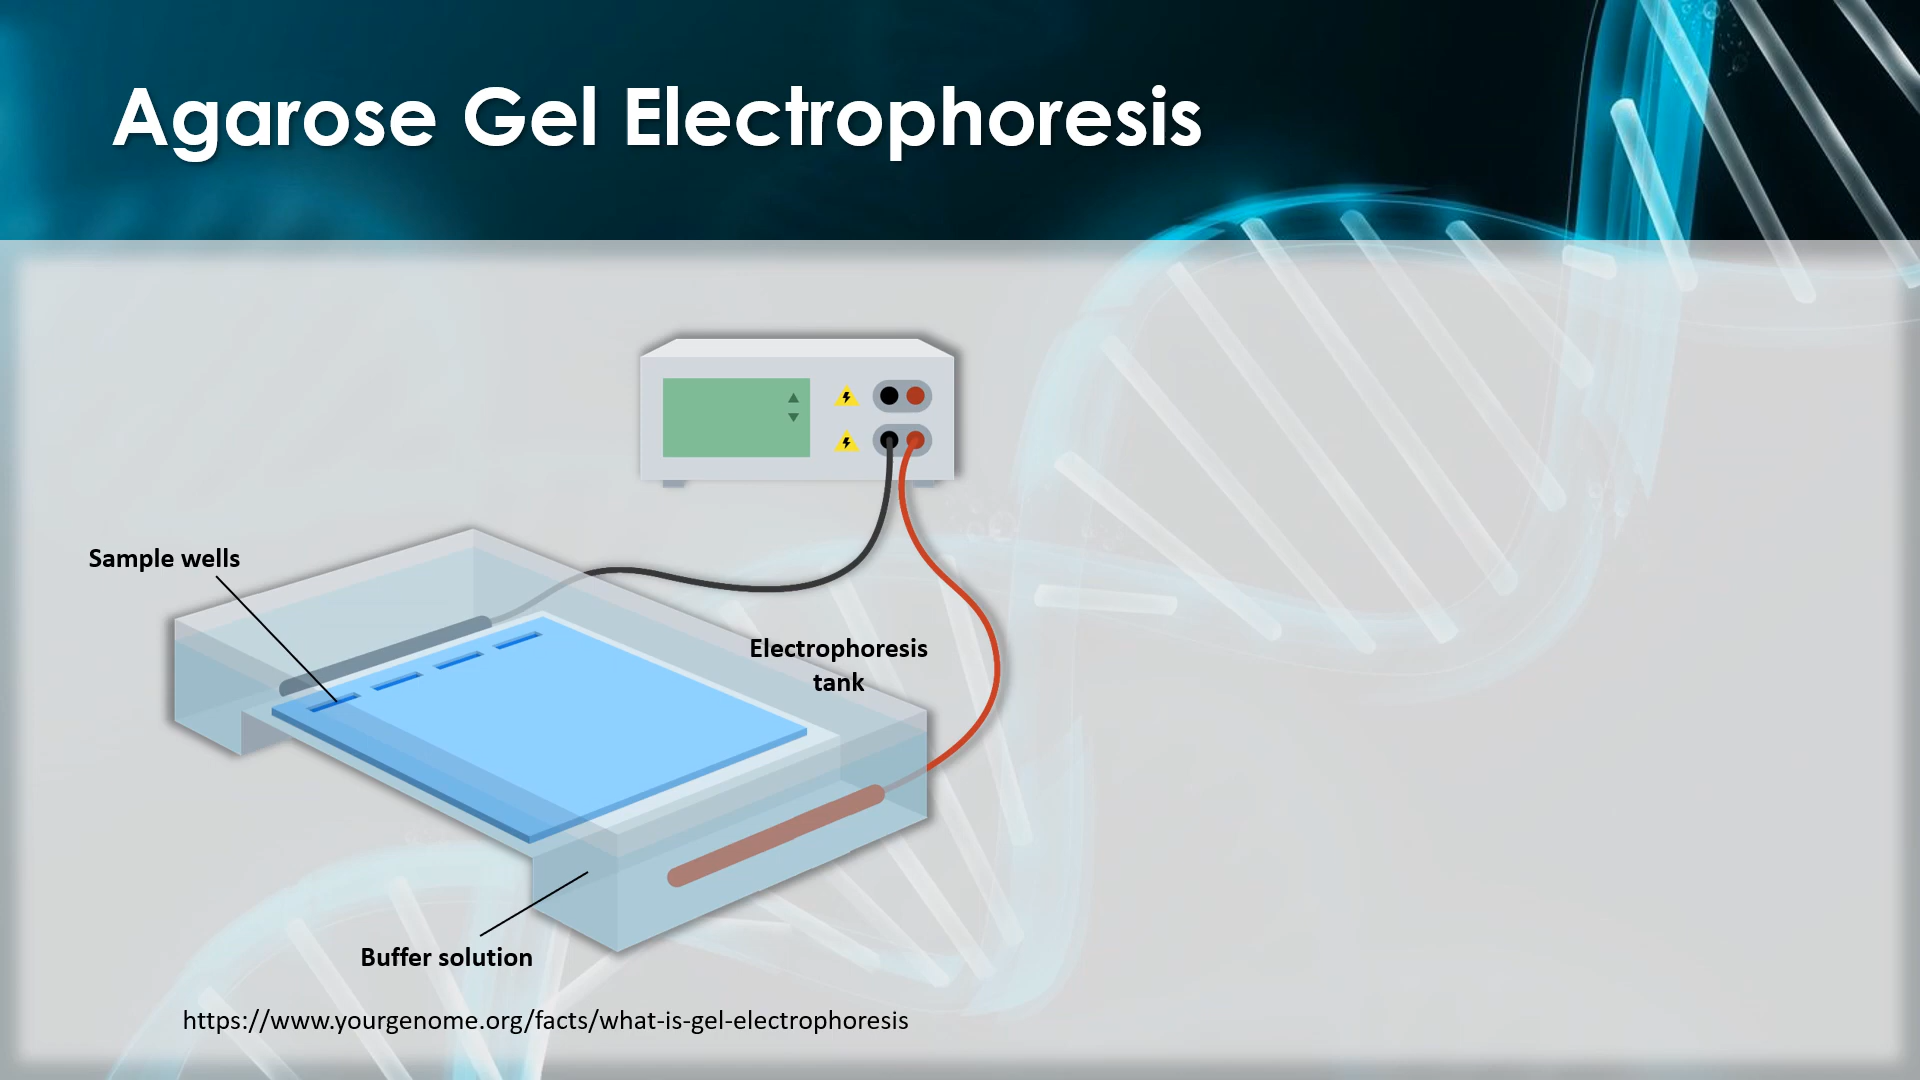 Agarose Gel Electrophoresis
Sample wells
Electrophoresis
tank
Buffer solution
https://www.yourgenome.org/facts/what-is-gel-electrophoresis